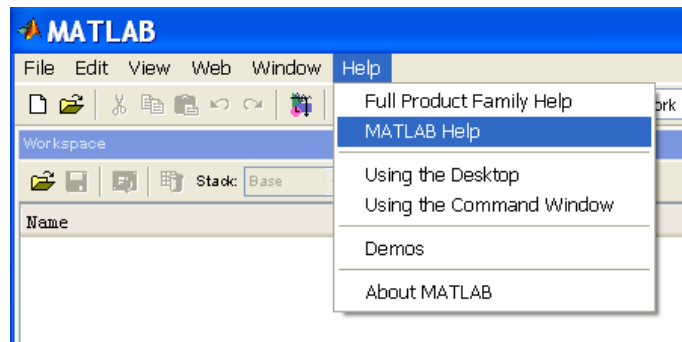 MATLAB
File Edit View Web Window Help
Full Product Family Help
ork
MATLAB Help
Workspace
Using the Desktop
Stack: Base
Using the Command Window
Name
Demos
About MATLAB